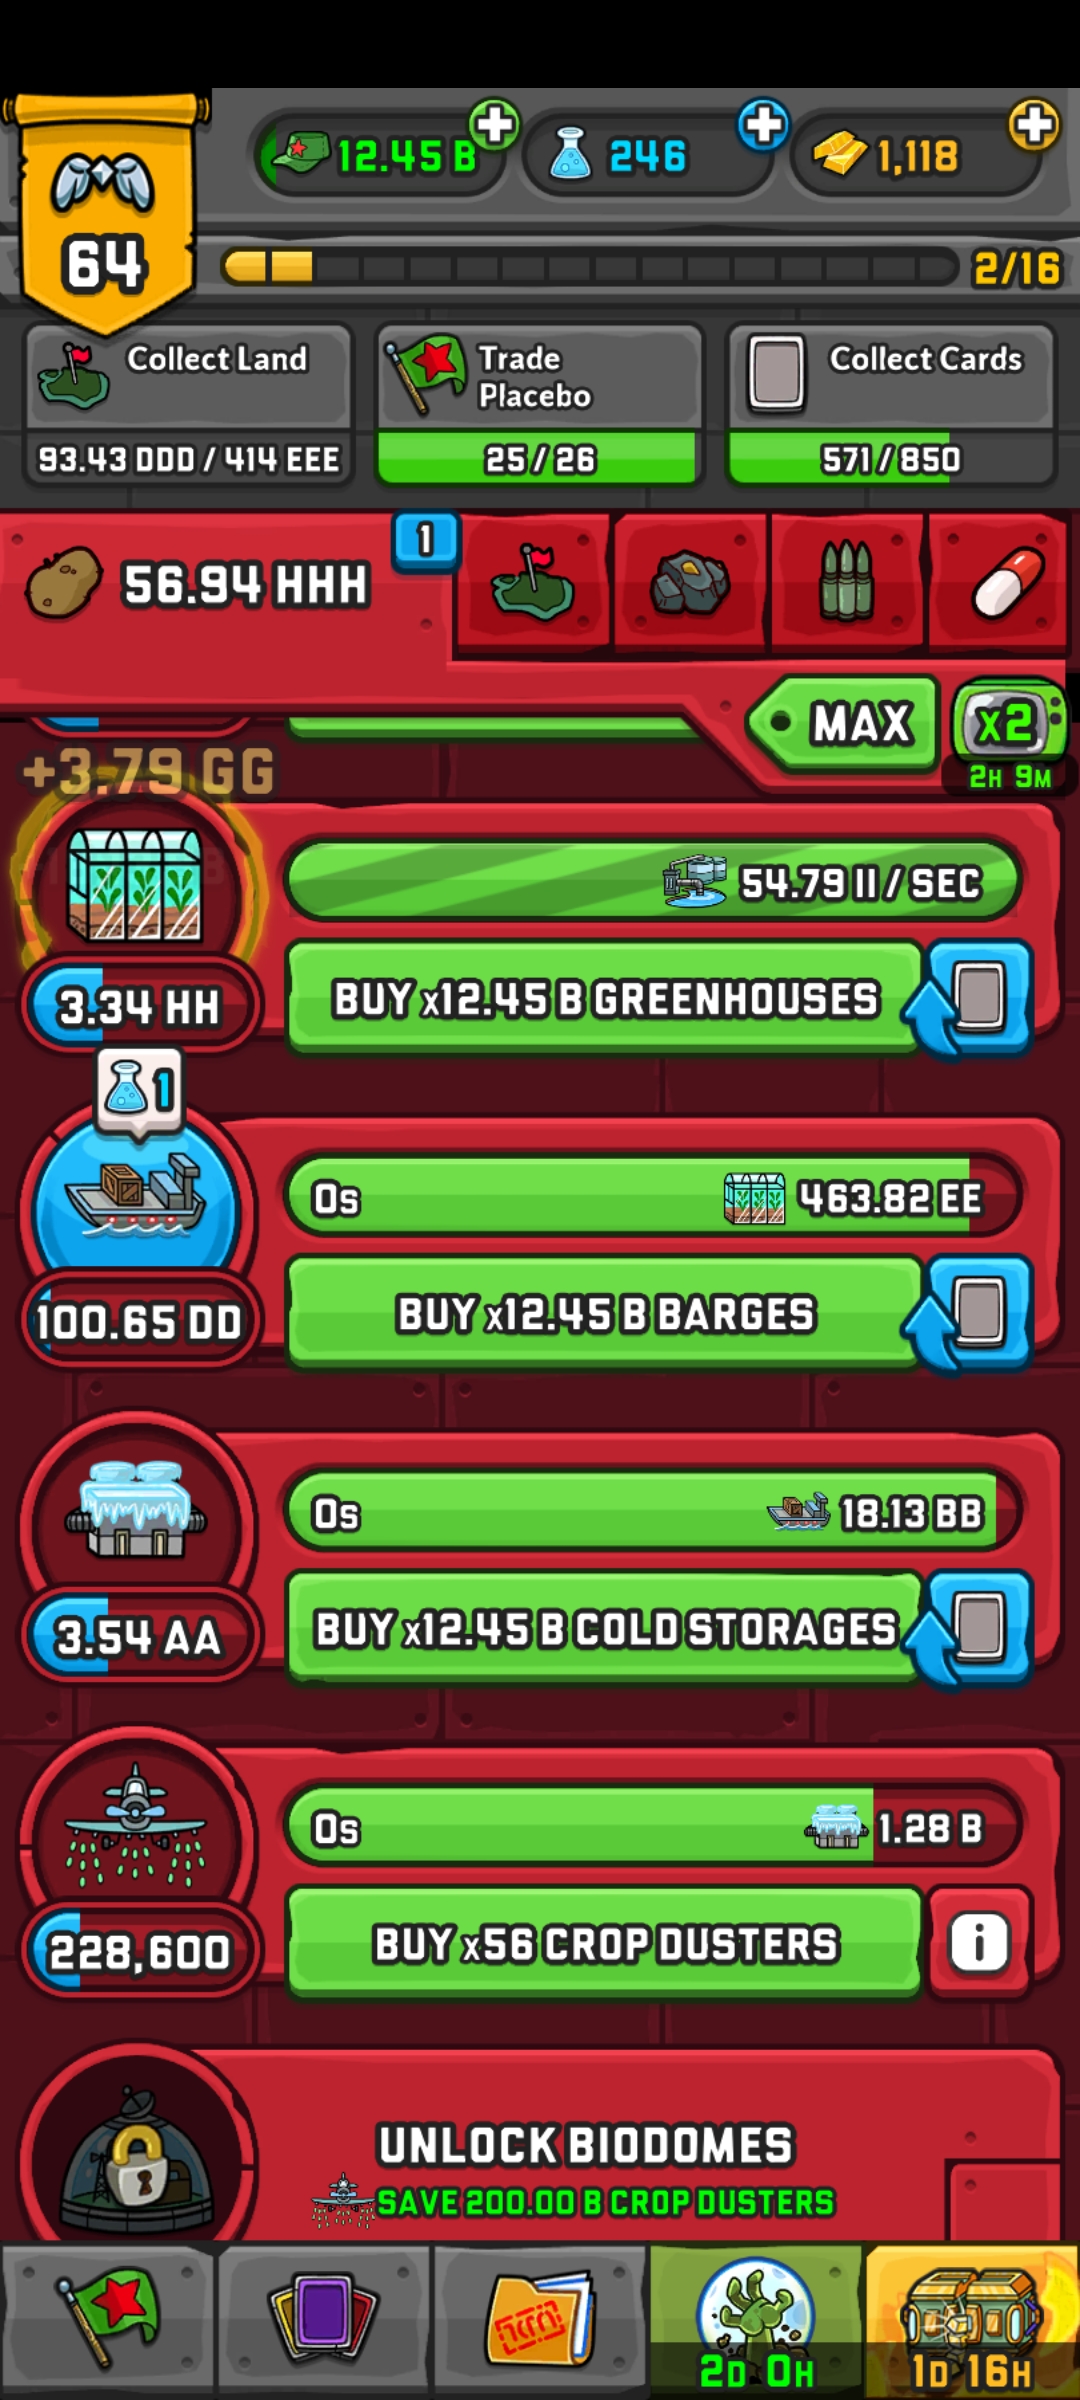 12.45 B
246
1,118
64
2/16
Collect Land
93.43 DDD / 414 EEE
Trade
Placebo
25 / 26
Collect Cards
571 / 850
56.94 HHH
1
MAX
x2
2H 9M
+3.79 GG
54.79 II / SEC
3.34 HH
BUY x12.45 B GREENHOUSES
1
0s
463.82 EE
100.65 DD
BUY x12.45 B BARGES
0s
18.13 BB
3.54 AA
BUY x12.45 B COLD STORAGES
0s
1.28 B
228,600
BUY x56 CROP DUSTERS
i
UNLOCK BIODOMES
SAVE 200.00 B CROP DUSTERS
2D 0H
1D 16H